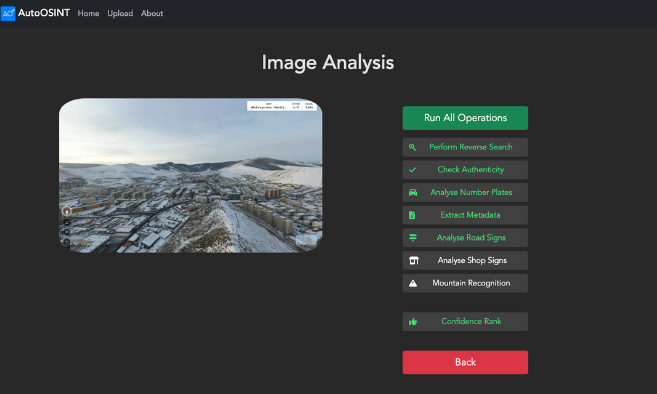 AutoOSINT Home Upload About
Image Analysis
Run All Operations
Perform Reverse Search
Check Authenticity
Analyse Number Plates
Extract Metadata
Analyse Road Signs
Analyse Shop Signs
Mountain Recognition
Confidence Rank
Back